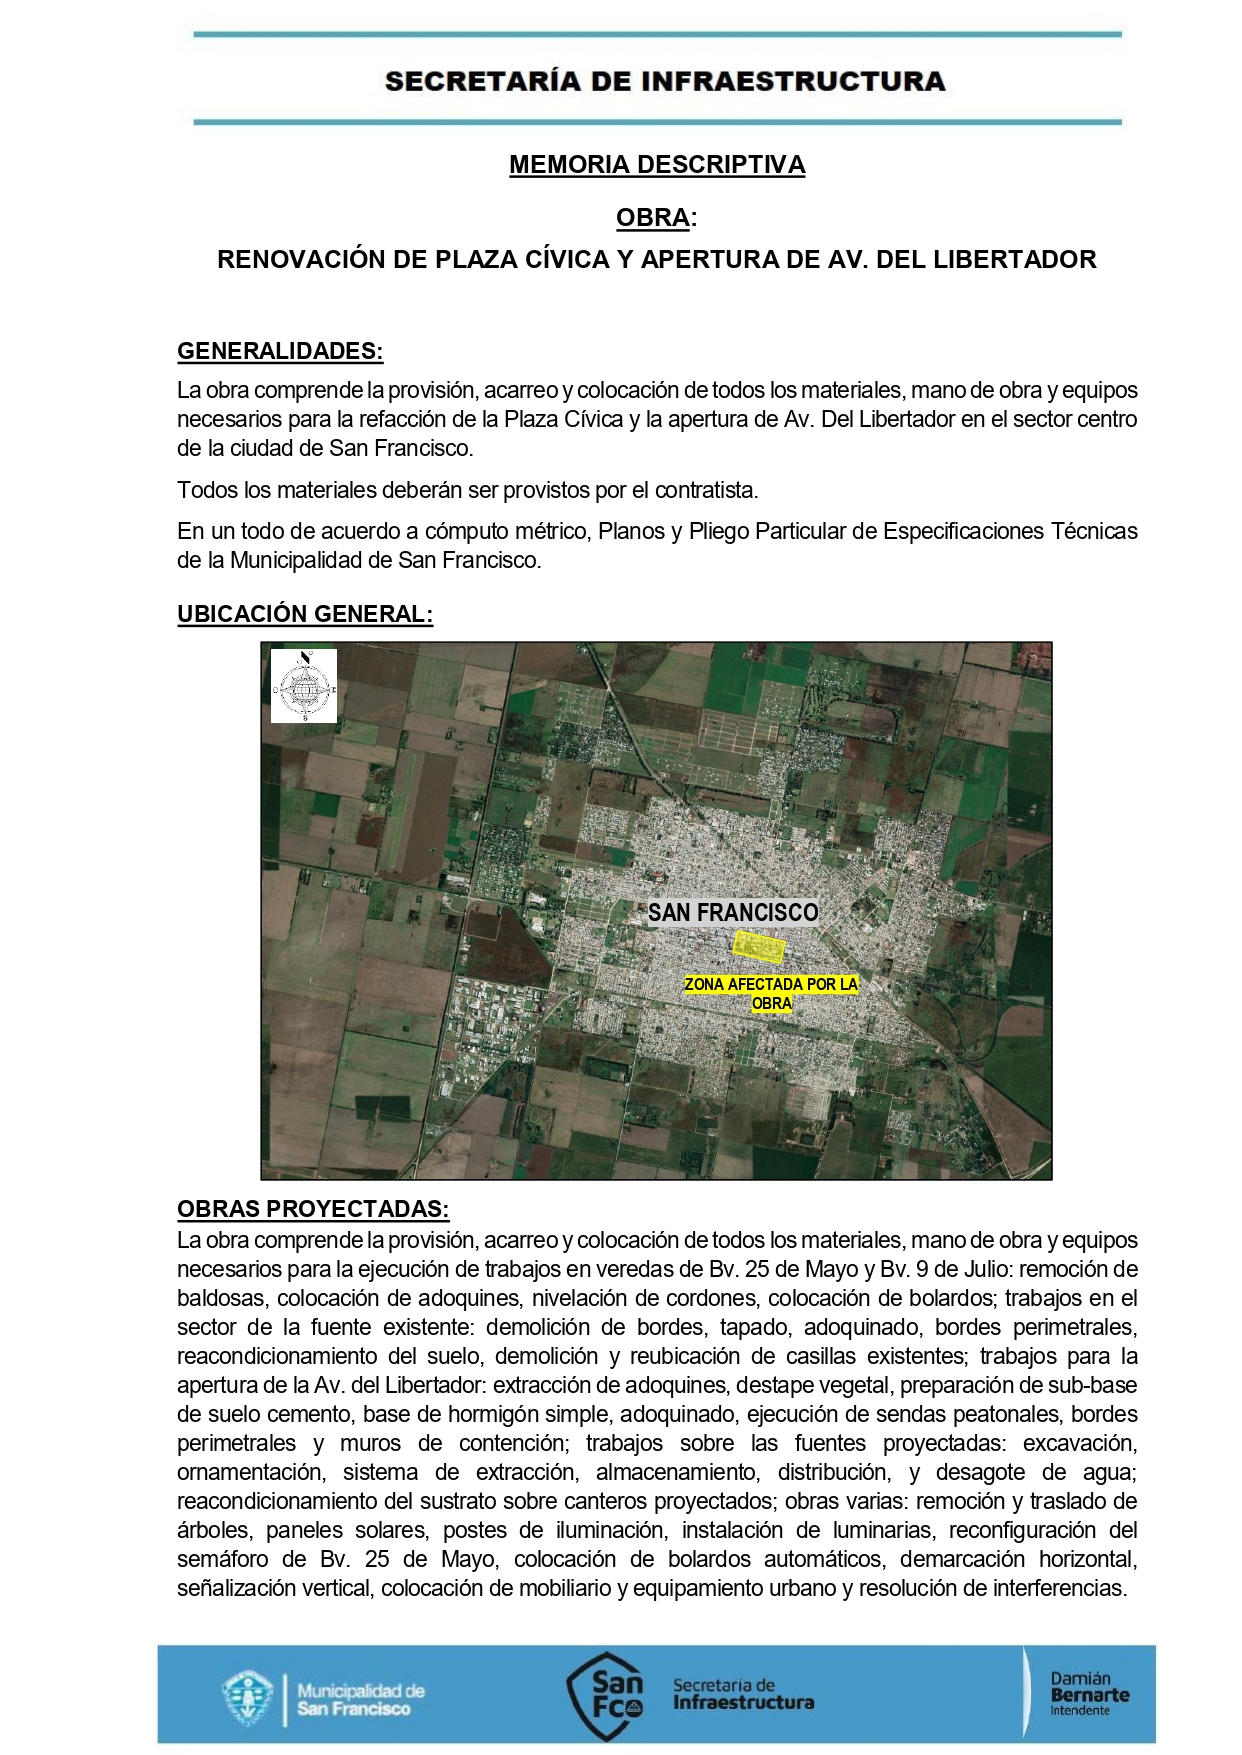 SECRETARÍA DE INFRAESTRUCTURA
MEMORIA DESCRIPTIVA
OBRA:
RENOVACIÓN DE PLAZA CÍVICA Y APERTURA DE AV. DEL LIBERTADOR
GENERALIDADES:
La obra comprende la provisión, acarreo y colocación de todos los materiales, mano de obra y equipos
necesarios para la refacción de la Plaza Cívica y la apertura de Av. Del Libertador en el sector centro
de la ciudad de San Francisco.
Todos los materiales deberán ser provistos por el contratista.
En un todo de acuerdo a cómputo métrico, Planos y Pliego Particular de Especificaciones Técnicas
de la Municipalidad de San Francisco.
UBICACIÓN GENERAL:
N
O
S
SAN FRANCISCO
ZONA AFECTADA POR LA
OBRA
OBRAS PROYECTADAS:
La obra comprende la provisión, acarreo y colocación de todos los materiales, mano de obra y equipos
necesarios para la ejecución de trabajos en veredas de Bv. 25 de Mayo y Bv. 9 de Julio: remoción de
baldosas, colocación de adoquines, nivelación de cordones, colocación de bolardos; trabajos en el
sector de la fuente existente: demolición de bordes, tapado, adoquinado, bordes perimetrales,
reacondicionamiento del suelo, demolición y reubicación de casillas existentes; trabajos para la
apertura de la Av. del Libertador: extracción de adoquines, destape vegetal, preparación de sub-base
de suelo cemento, base de hormigón simple, adoquinado, ejecución de sendas peatonales, bordes
perimetrales y muros de contención; trabajos sobre las fuentes proyectadas: excavación,
ornamentación, sistema de extracción, almacenamiento, distribución, y desagote de agua;
reacondicionamiento del sustrato sobre canteros proyectados; obras varias: remoción y traslado de
árboles, paneles solares, postes de iluminación, instalación de luminarias, reconfiguración del
semáforo de Bv. 25 de Mayo, colocación de bolardos automáticos, demarcación horizontal,
señalización vertical, colocación de mobiliario y equipamiento urbano y resolución de interferencias.
Municipalidad de
San Francisco
San
Fco
Secretaría de
Infraestructura
Damián
Bernarte
Intendente